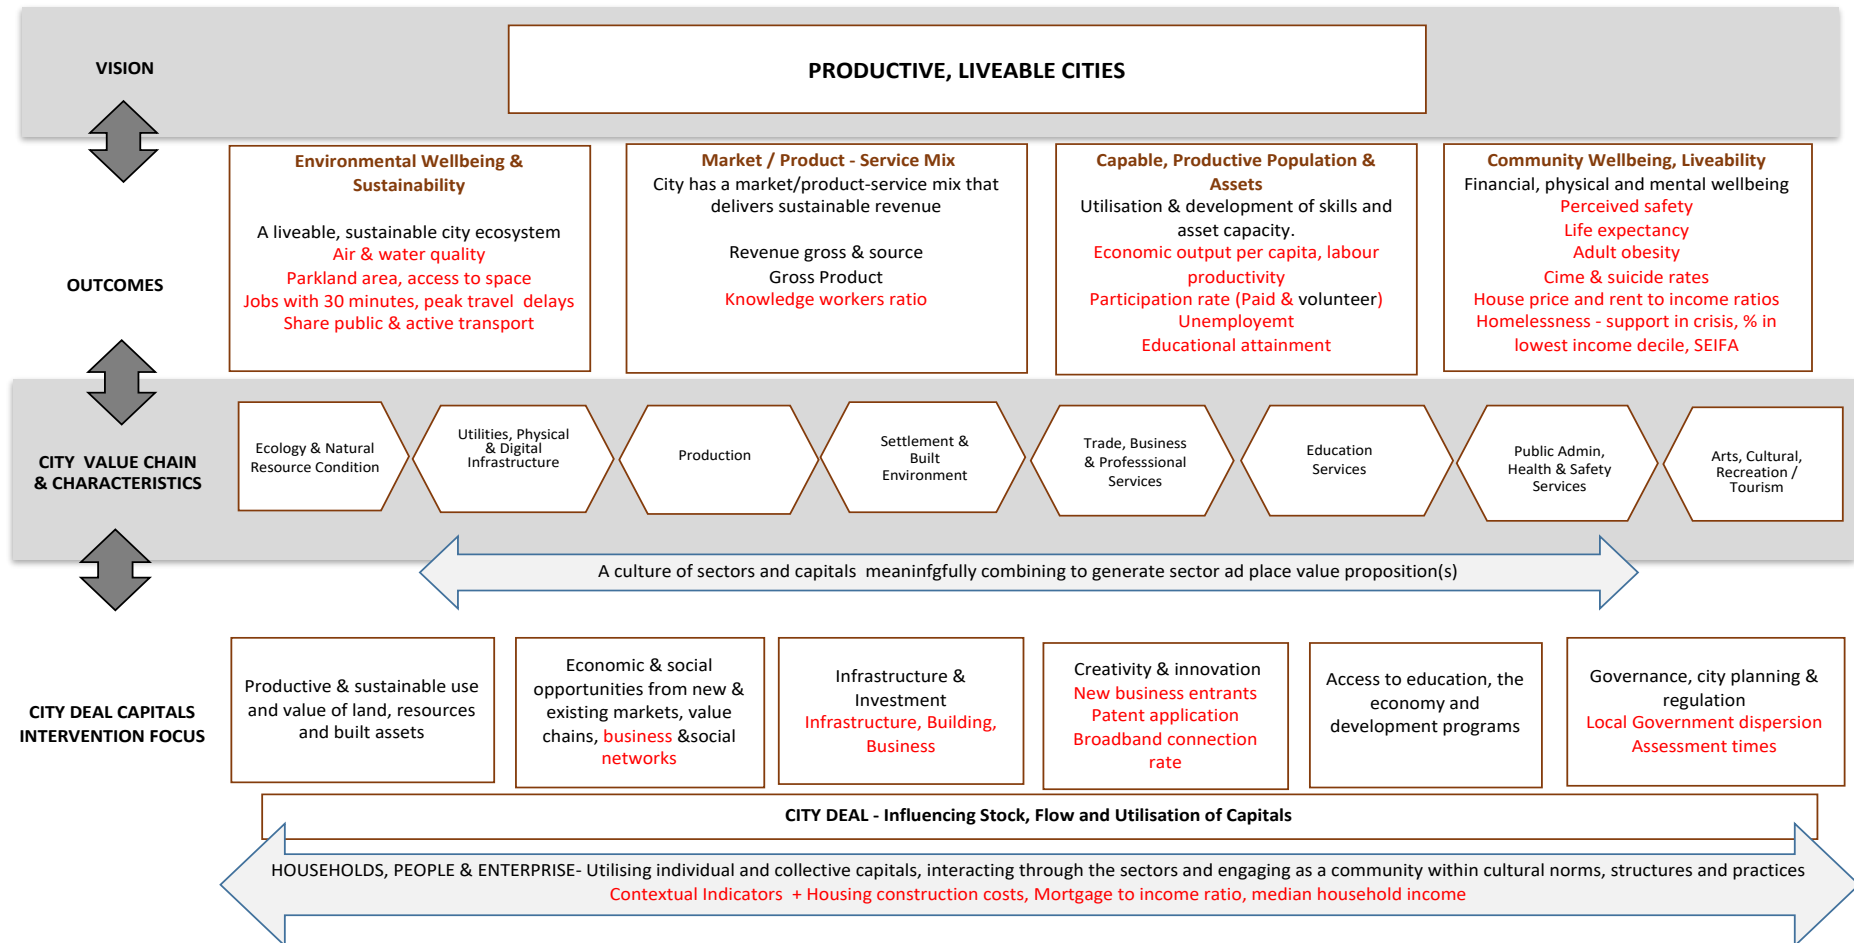 VISION
PRODUCTIVE, LIVEABLE CITIES
OUTCOMES
Environmental Wellbeing &
Sustainability
A liveable, sustainable city ecosystem
Air & water quality
Parkland area, access to space
Jobs with 30 minutes, peak travel delays
Share public & active transport
Market / Product - Service Mix
City has a market/product-service mix that
delivers sustainable revenue
Revenue gross & source
Gross Product
Knowledge workers ratio
Capable, Productive Population &
Assets
Utilisation & development of skills and
asset capacity.
Economic output per capita, labour
productivity
Participation rate (Paid & volunteer)
Unemployemt
Educational attainment
Community Wellbeing, Liveability
Financial, physical and mental wellbeing
Perceived safety
Life expectancy
Adult obesity
Cime & suicide rates
House price and rent to income ratios
Homelessness - support in crisis, % in
lowest income decile, SEIFA
CITY VALUE CHAIN
& CHARACTERISTICS
Ecology & Natural
Resource Condition
Utilities, Physical
& Digital
Infrastructure
Production
Settlement &
Built
Environment
Trade, Business
& Professsional
Services
Education
Services
Public Admin,
Health & Safety
Services
Arts, Cultural,
Recreation /
Tourism
A culture of sectors and capitals meaninfgfully combining to generate sector ad place value proposition(s)
CITY DEAL CAPITALS
INTERVENTION FOCUS
Productive & sustainable use
and value of land, resources
and built assets
Economic & social
opportunities from new &
existing markets, value
chains, business &social
networks
Infrastructure &
Investment
Infrastructure, Building,
Business
Creativity & innovation
New business entrants
Patent application
Broadband connection
rate
Access to education, the
economy and
development programs
Governance, city planning &
regulation
Local Government dispersion
Assessment times
CITY DEAL - Influencing Stock, Flow and Utilisation of Capitals
HOUSEHOLDS, PEOPLE & ENTERPRISE- Utilising individual and collective capitals, interacting through the sectors and engaging as a community within cultural norms, structures and practices
Contextual Indicators + Housing construction costs, Mortgage to income ratio, median household income